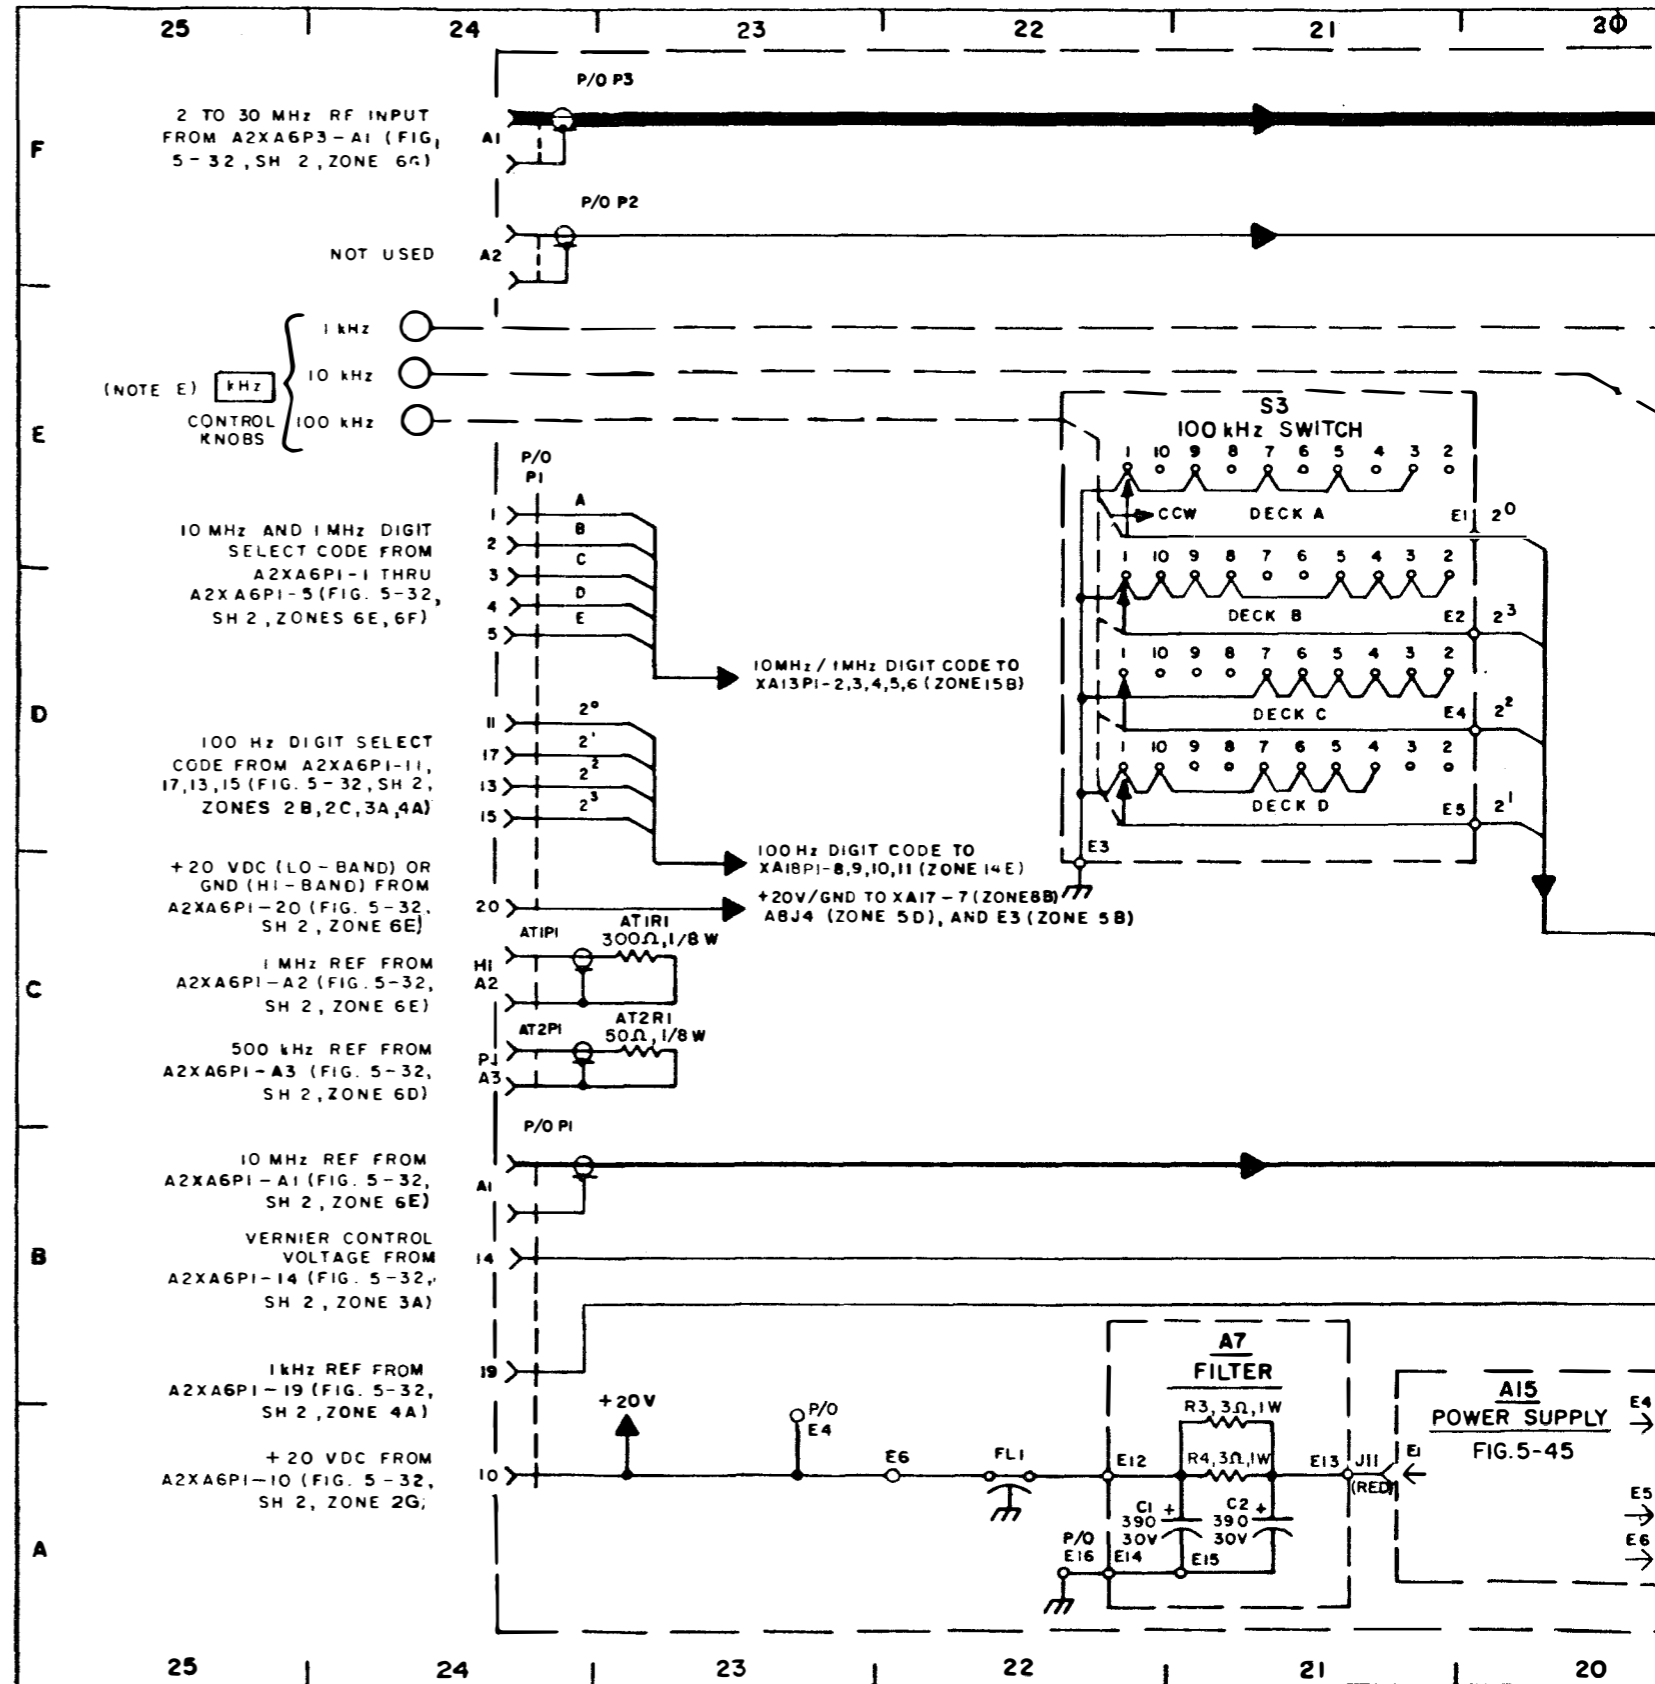 25 24 23 22 21 20
P/O P3
2 TO 30 MHz RF INPUT
FROM A2XA6P3-A1 (FIG,
5-32, SH 2, ZONE 6G)
A1
F
P/O P2
NOT USED
A2
1 kHz
10 kHz
100 kHz
(NOTE E) kHz
CONTROL
KNOBS
E
S3
100 kHz SWITCH
1 10 9 8 7 6 5 4 3 2
CCW DECK A
E1 2⁰
1 10 9 8 7 6 5 4 3 2
DECK B
E2 2³
1 10 9 8 7 6 5 4 3 2
DECK C
E4 2²
1 10 9 8 7 6 5 4 3 2
DECK D
E5 2¹
E3
P/O
P1
10 MHz AND 1 MHz DIGIT
SELECT CODE FROM
A2XA6P1-1 THRU
A2XA6P1-5 (FIG. 5-32,
SH 2, ZONES 6E, 6F)
1 A
2 B
3 C
4 D
5 E
10MHz / 1MHz DIGIT CODE TO
XA13P1-2,3,4,5,6 (ZONE 15B)
D
100 Hz DIGIT SELECT
CODE FROM A2XA6P1-11,
17,13,15 (FIG. 5-32, SH 2,
ZONES 2B, 2C, 3A, 4A)
11 2⁰
17 2¹
13 2²
15 2³
100 Hz DIGIT CODE TO
XA18P1-8,9,10,11 (ZONE 14E)
+20 VDC (LO-BAND) OR
GND (HI-BAND) FROM
A2XA6P1-20 (FIG. 5-32,
SH 2, ZONE 6E)
20
+20V/GND TO XA17-7 (ZONE 8B)
A8J4 (ZONE 5D), AND E3 (ZONE 5B)
AT1P1
AT1R1
300Ω, 1/8 W
1 MHz REF FROM
A2XA6P1-A2 (FIG. 5-32,
SH 2, ZONE 6E)
H1
A2
C
AT2P1
AT2R1
50Ω, 1/8 W
500 kHz REF FROM
A2XA6P1-A3 (FIG. 5-32,
SH 2, ZONE 6D)
P1
A3
P/O P1
10 MHz REF FROM
A2XA6P1-A1 (FIG. 5-32,
SH 2, ZONE 6E)
A1
VERNIER CONTROL
VOLTAGE FROM
A2XA6P1-14 (FIG. 5-32,
SH 2, ZONE 3A)
14
B
1 kHz REF FROM
A2XA6P1-19 (FIG. 5-32,
SH 2, ZONE 4A)
19
+20 VDC FROM
A2XA6P1-10 (FIG. 5-32,
SH 2, ZONE 2G;
10
+20V
P/O
E4
E6
FL1
A7
FILTER
R3, 3Ω, 1W
R4, 3Ω, 1W
E12
E13
J11
(RED)
E1
C1 +
390
30V
C2 +
390
30V
P/O
E16
E14
E15
A15
POWER SUPPLY
FIG. 5-45
E4
E5
E6
A
25 24 23 22 21 20